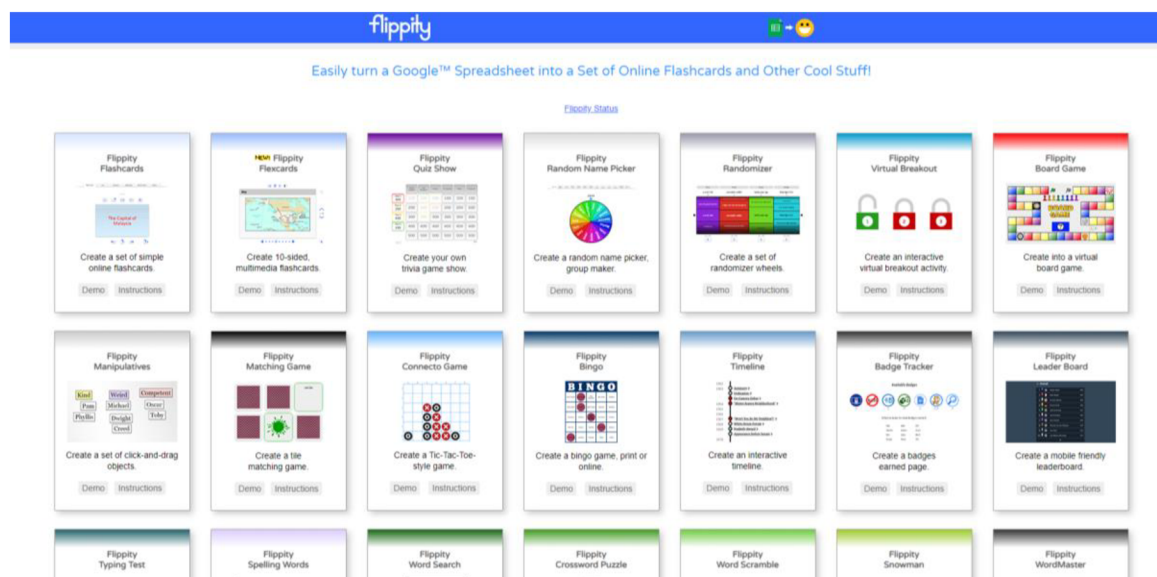 flippity
Easily turn a Google™ Spreadsheet into a Set of Online Flashcards and Other Cool Stuff!
Flippity Status
Flippity
Flashcards
The Capital of
Create a set of simple
online flashcards.
Demo Instructions
NEW! Flippity
Flexcards
Create 10-sided,
multimedia flashcards.
Demo Instructions
Flippity
Quiz Show
Create your own
trivia game show.
Demo Instructions
Flippity
Random Name Picker
Create a random name picker,
group maker.
Demo Instructions
Flippity
Randomizer
Create a set of
randomizer wheels.
Demo Instructions
Flippity
Virtual Breakout
1 2 3
Create an interactive
virtual breakout activity.
Demo Instructions
Flippity
Board Game
BOARD
GAME
Create into a virtual
board game.
Demo Instructions
Flippity
Manipulatives
Kind Weird Competent
Pam Michael Oscar
Phyllis Dwight Toby
Creed
Create a set of click-and-drag
objects.
Demo Instructions
Flippity
Matching Game
Create a tile
matching game.
Demo Instructions
Flippity
Connecto Game
Create a Tic-Tac-Toe-
style game.
Demo Instructions
Flippity
Bingo
BINGO
Create a bingo game, print or
online.
Demo Instructions
Flippity
Timeline
Create an interactive
timeline.
Demo Instructions
Flippity
Badge Tracker
Create a badges
earned page.
Demo Instructions
Flippity
Leader Board
Create a mobile friendly
leaderboard.
Demo Instructions
Flippity
Typing Test
Flippity
Spelling Words
Flippity
Word Search
Flippity
Crossword Puzzle
Flippity
Word Scramble
Flippity
Snowman
Flippity
WordMaster